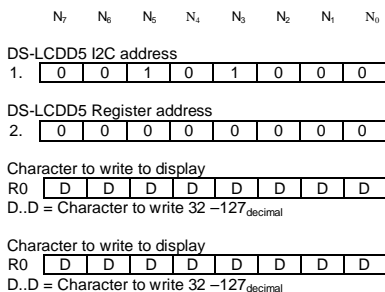 N₇ N₆ N₅ N₄ N₃ N₂ N₁ N₀
DS-LCDD5 I2C address
1. 0 0 1 0 1 0 0 0
DS-LCDD5 Register address
2. 0 0 0 0 0 0 0 0
Character to write to display
R0 D D D D D D D D
D..D = Character to write 32 –127decimal
Character to write to display
R0 D D D D D D D D
D..D = Character to write 32 –127decimal